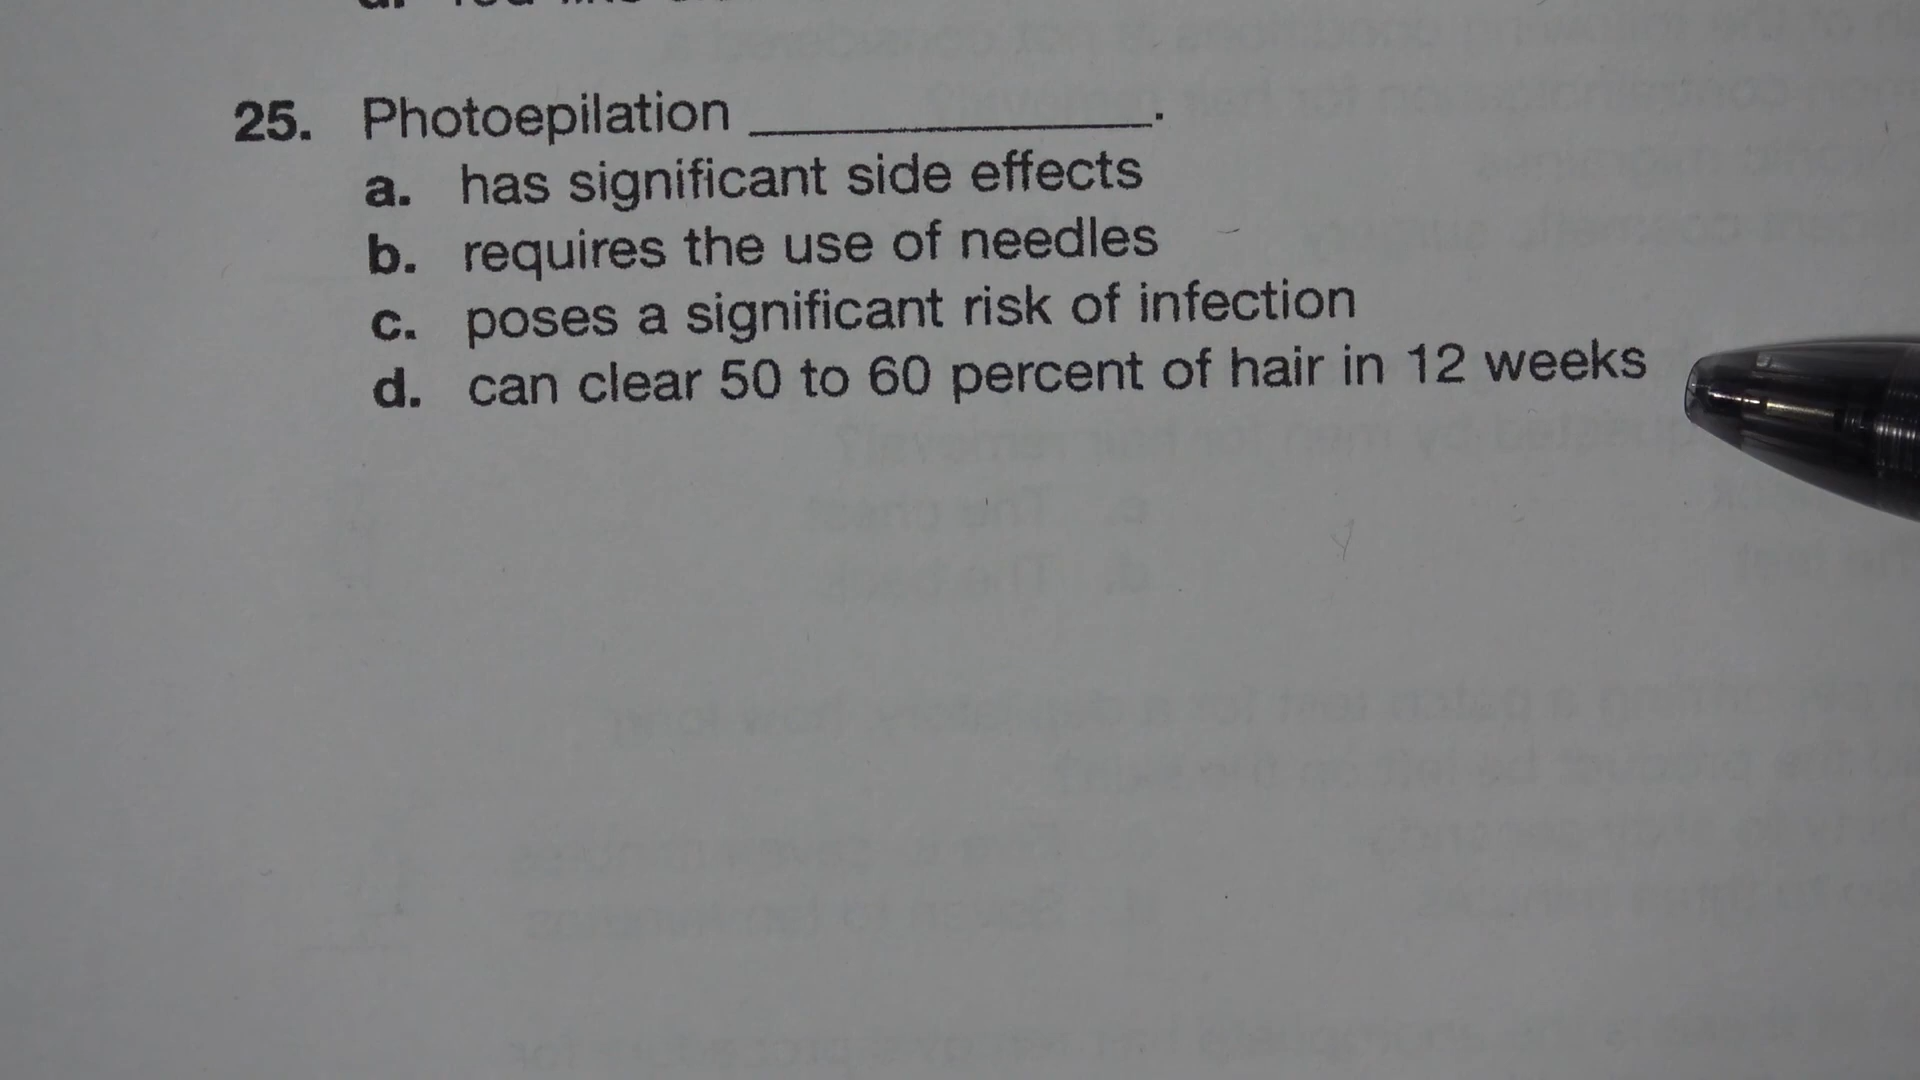 25. Photoepilation ______________.
a. has significant side effects
b. requires the use of needles
c. poses a significant risk of infection
d. can clear 50 to 60 percent of hair in 12 weeks